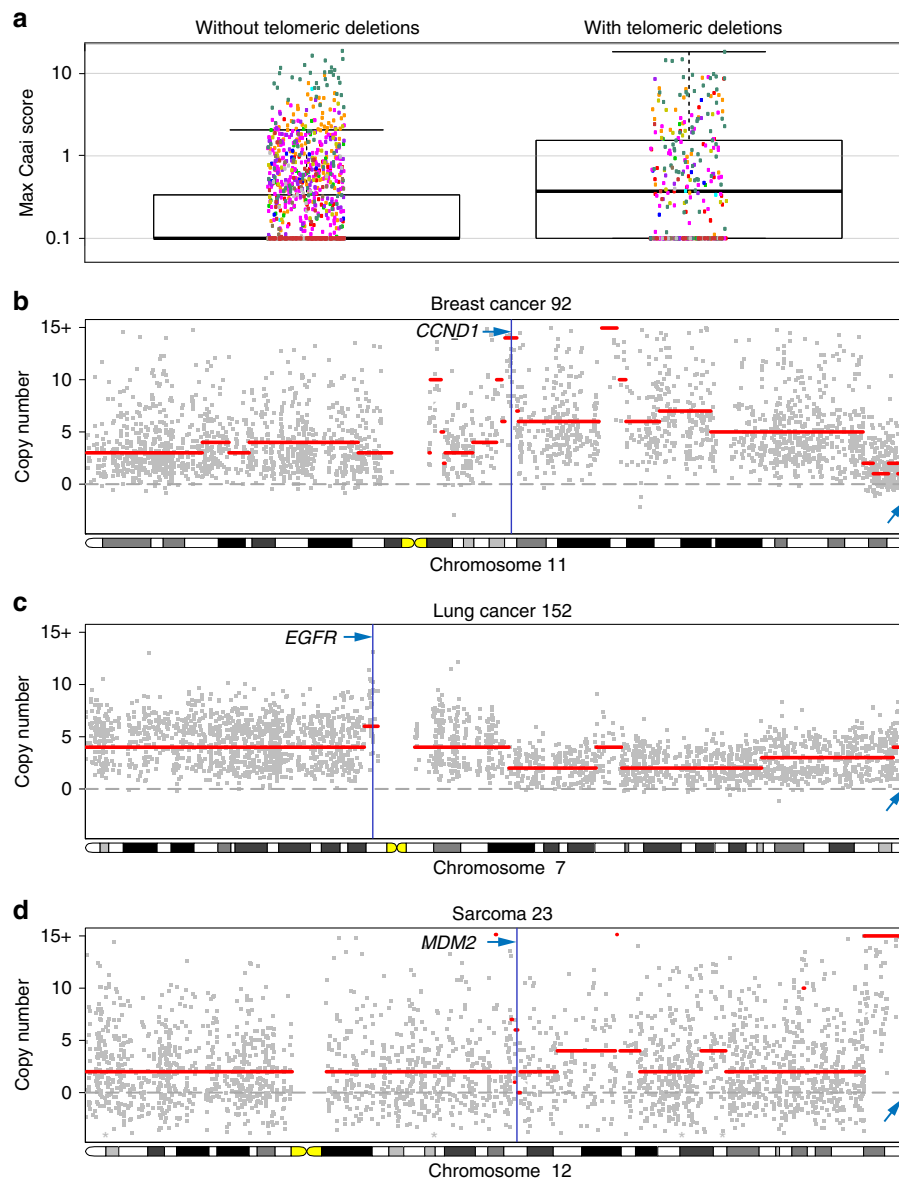 a
Without telomeric deletions
With telomeric deletions
Max Caai score
10
1
0.1
b
Breast cancer 92
CCND1
Copy number
15+
10
5
0
Chromosome 11
c
Lung cancer 152
EGFR
Copy number
15+
10
5
0
Chromosome 7
d
Sarcoma 23
MDM2
Copy number
15+
10
5
0
* * * *
Chromosome 12